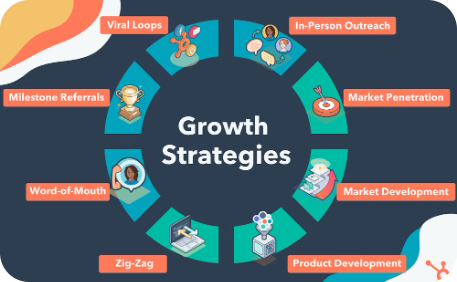 Viral Loops
In-Person Outreach
Milestone Referrals
Market Penetration
Growth
Strategies
Word-of-Mouth
Market Development
Zig-Zag
Product Development